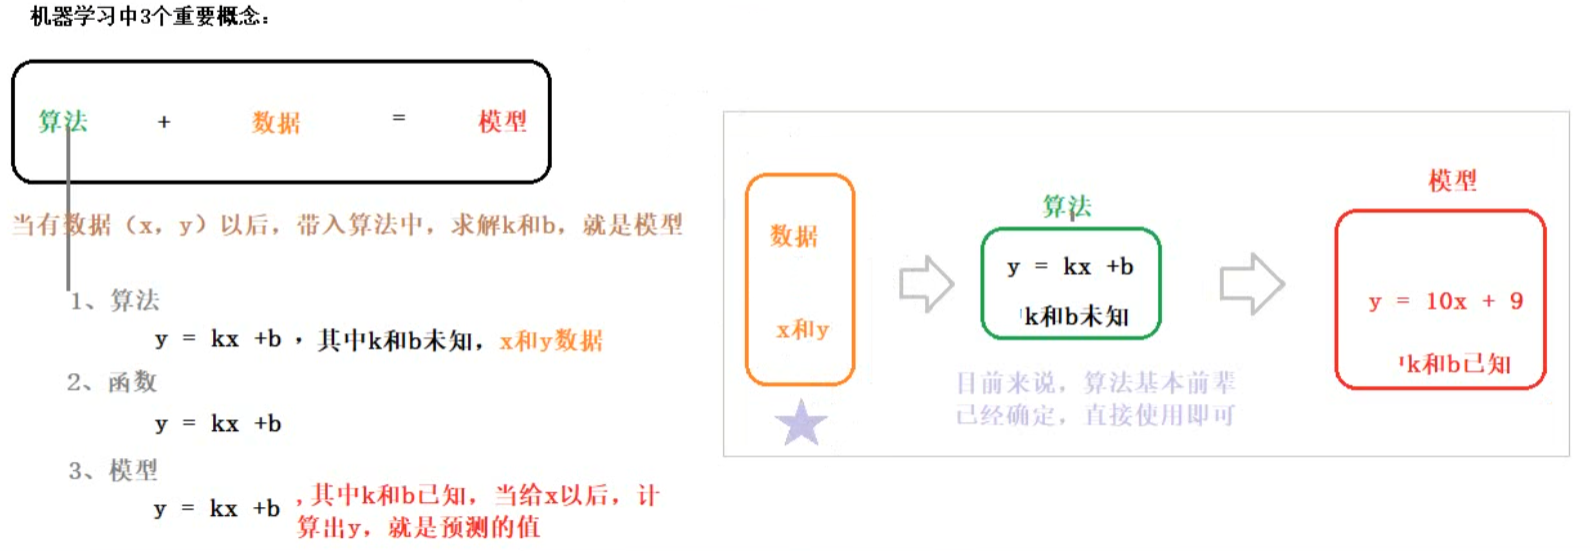 机器学习中3个重要概念：
算法 + 数据 = 模型
当有数据（x，y）以后，带入算法中，求解k和b，就是模型
1、算法
y = kx +b ，其中k和b未知，x和y数据
2、函数
y = kx +b
3、模型
y = kx +b ，其中k和b已知，当给x以后，计
算出y，就是预测的值
数据
x和y
算法
y = kx +b
k和b未知
目前来说，算法基本前辈
已经确定，直接使用即可
模型
y = 10x + 9
k和b已知